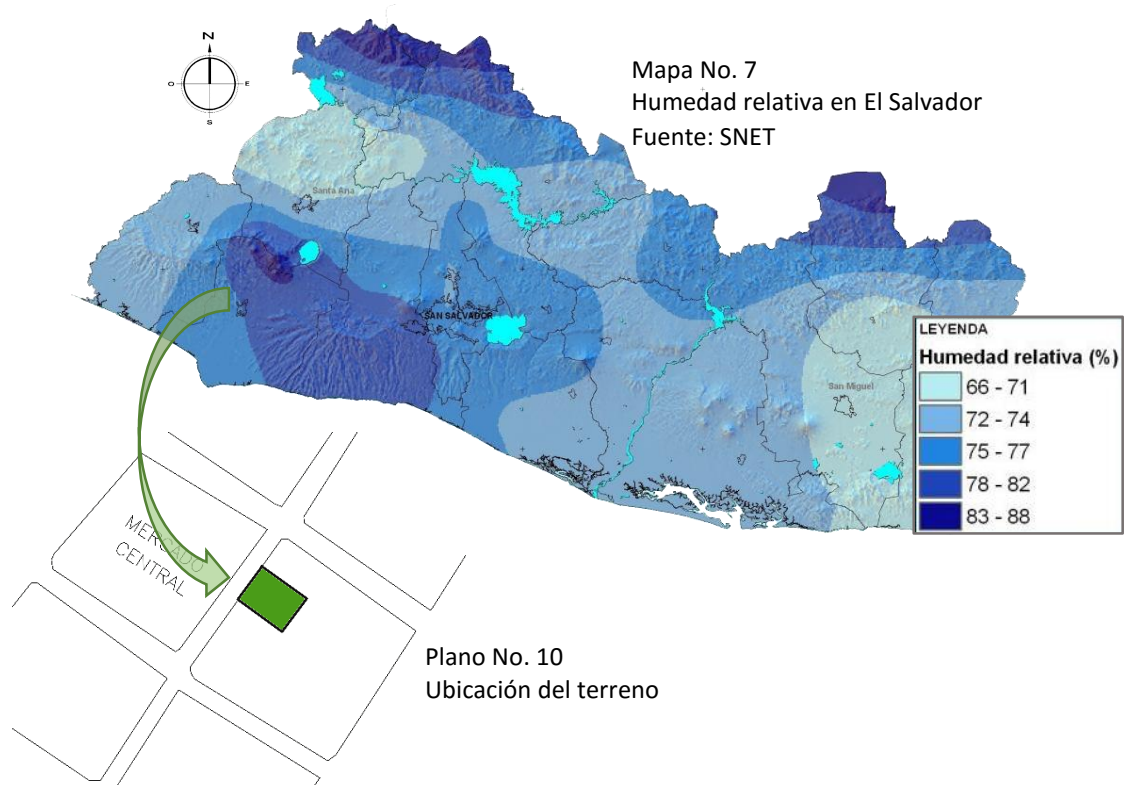 N
O
E
S
Mapa No. 7
Humedad relativa en El Salvador
Fuente: SNET
Santa Ana
SAN SALVADOR
San Miguel
LEYENDA
Humedad relativa (%)
66 - 71
72 - 74
75 - 77
78 - 82
83 - 88
MERCADO
CENTRAL
Plano No. 10
Ubicación del terreno